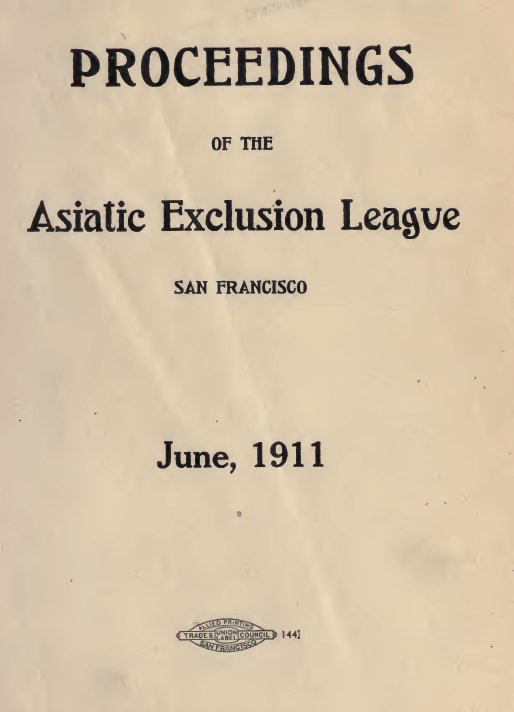 PROCEEDINGS
OF THE
Asiatic Exclusion League
SAN FRANCISCO
June, 1911
ALLIED PRINTING
TRADES UNION LABEL COUNCIL 144
SAN FRANCISCO